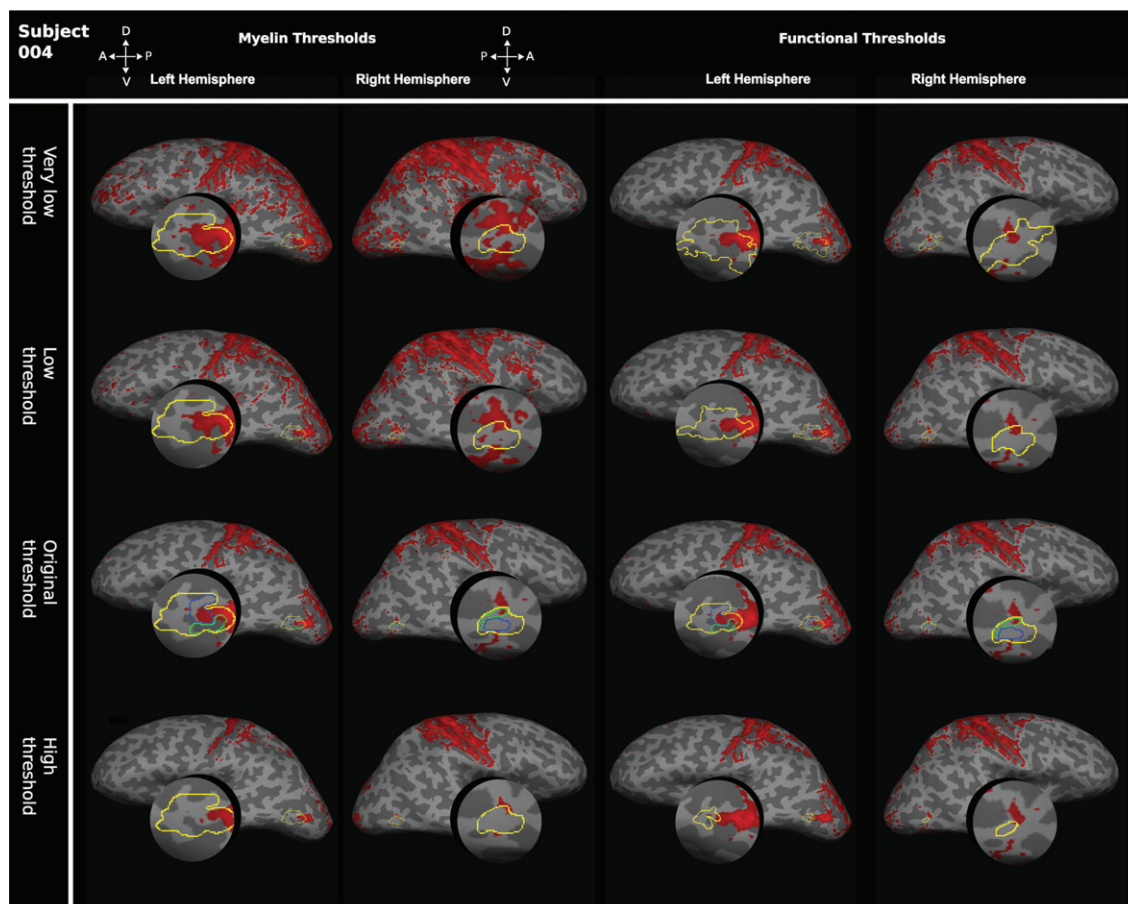 Subject
004
D
A P
V
Myelin Thresholds
D
P A
V
Functional Thresholds
Left Hemisphere
Right Hemisphere
Left Hemisphere
Right Hemisphere
Very low
threshold
Low
threshold
Original
threshold
High
threshold